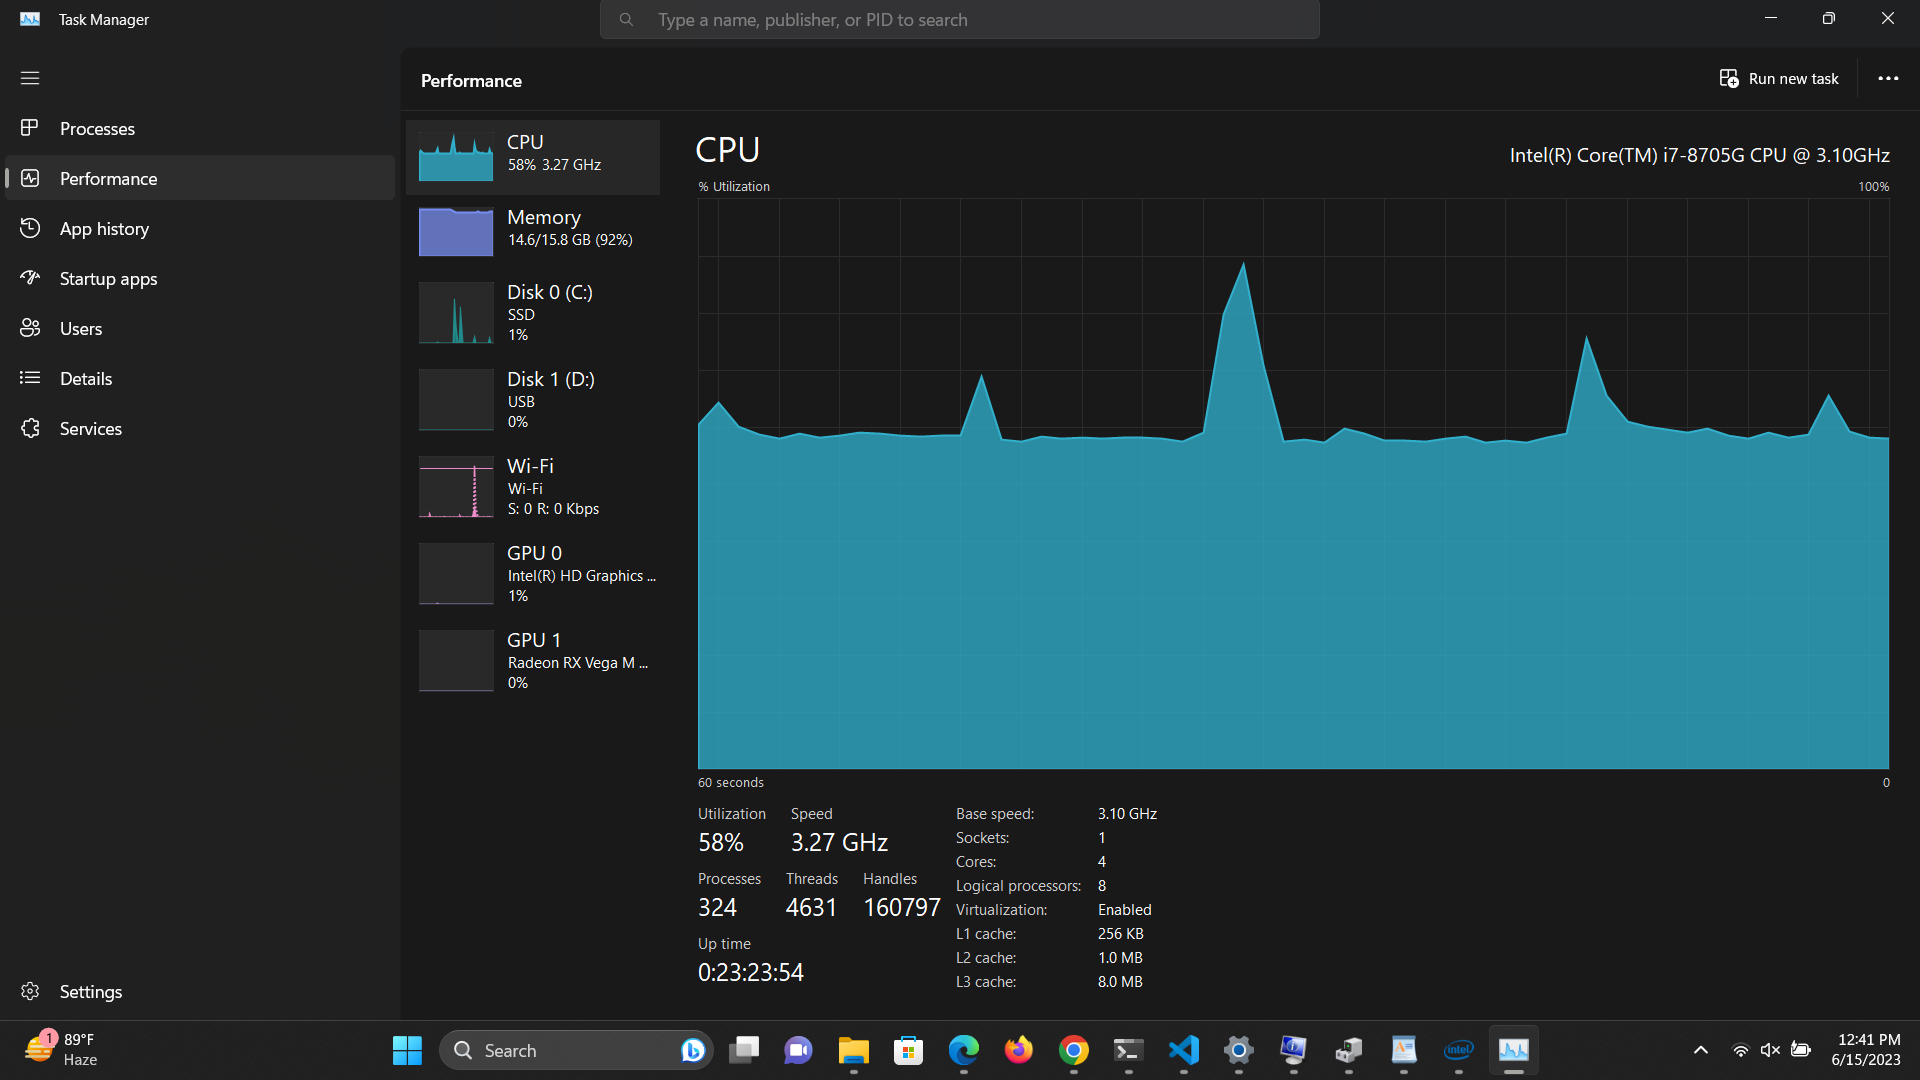 Task Manager
Type a name, publisher, or PID to search
Performance
Run new task
Processes
Performance
App history
Startup apps
Users
Details
Services
Settings
CPU
58% 3.27 GHz
Memory
14.6/15.8 GB (92%)
Disk 0 (C:)
SSD
1%
Disk 1 (D:)
USB
0%
Wi-Fi
Wi-Fi
S: 0 R: 0 Kbps
GPU 0
Intel(R) HD Graphics ...
1%
GPU 1
Radeon RX Vega M ...
0%
CPU
Intel(R) Core(TM) i7-8705G CPU @ 3.10GHz
% Utilization
100%
60 seconds
0
Utilization
Speed
58%
3.27 GHz
Processes
Threads
Handles
324
4631
160797
Up time
0:23:23:54
Base speed: 3.10 GHz
Sockets: 1
Cores: 4
Logical processors: 8
Virtualization: Enabled
L1 cache: 256 KB
L2 cache: 1.0 MB
L3 cache: 8.0 MB
1
89°F
Haze
Search
intel
12:41 PM
6/15/2023